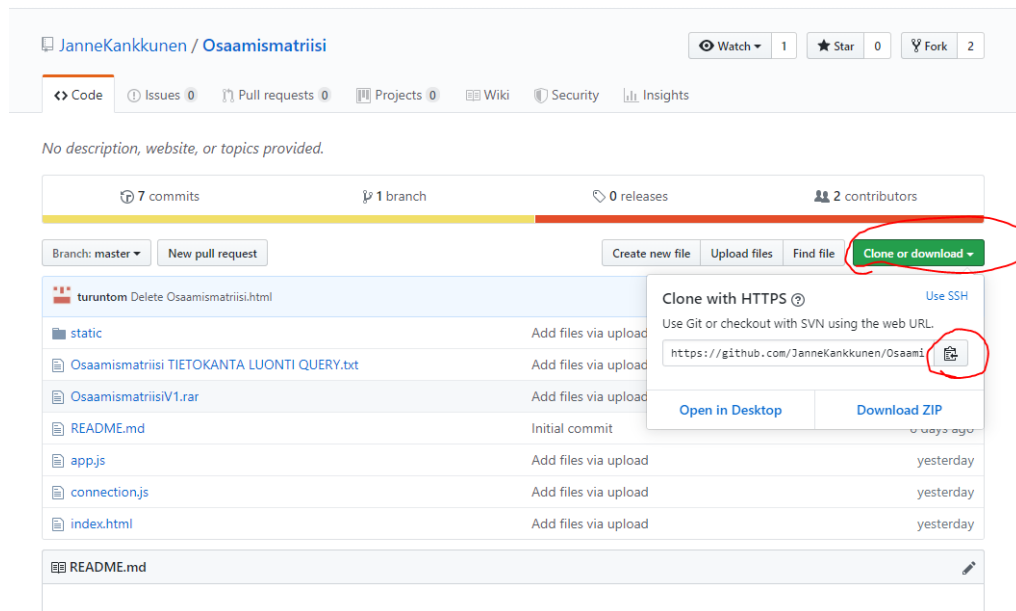 JanneKankkunen / Osaamismatriisi
Watch 1 Star 0 Fork 2
Code Issues 0 Pull requests 0 Projects 0 Wiki Security Insights
No description, website, or topics provided.
7 commits 1 branch 0 releases 2 contributors
Branch: master New pull request Create new file Upload files Find file Clone or download
turuntom Delete Osaamismatriisi.html
Clone with HTTPS Use SSH
Use Git or checkout with SVN using the web URL.
https://github.com/JanneKankkunen/Osaami
Open in Desktop Download ZIP
static Add files via upload
Osaamismatriisi TIETOKANTA LUONTI QUERY.txt Add files via upload
OsaamismatriisiV1.rar Add files via upload
README.md Initial commit 6 days ago
app.js Add files via upload yesterday
connection.js Add files via upload yesterday
index.html Add files via upload yesterday
README.md